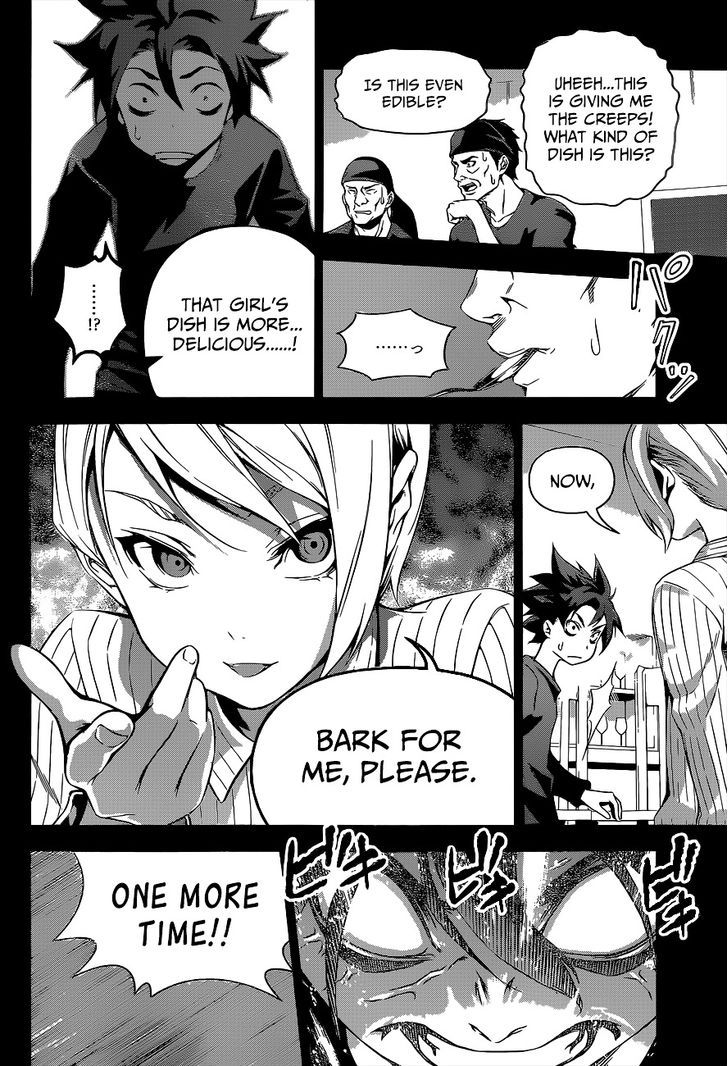 UHEEH...THIS
IS GIVING ME
THE CREEPS!
WHAT KIND OF
DISH IS THIS?
IS THIS EVEN
EDIBLE?
パクッ
......っ
THAT GIRL'S
DISH IS MORE...
DELICIOUS......!
......
!?
NOW,
BARK FOR
ME, PLEASE.
ビキ
ビキ
ビキ
ONE MORE
TIME!!